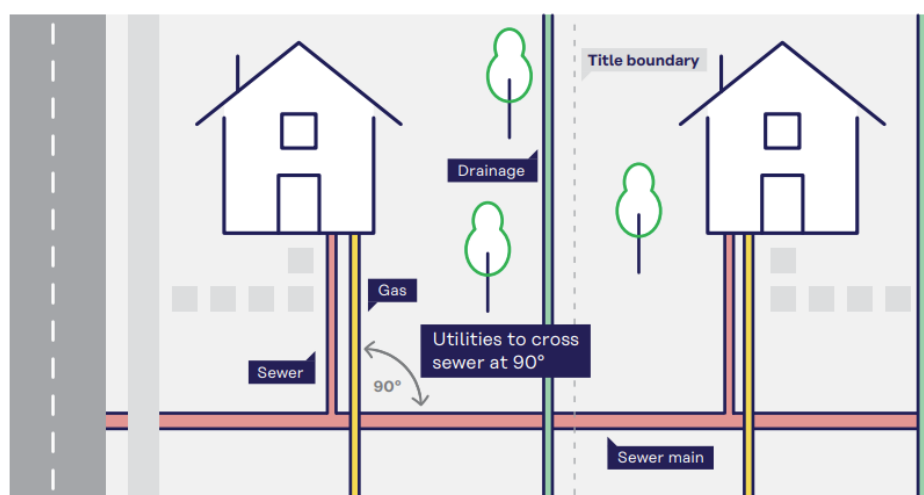 Title boundary
Drainage
Gas
Utilities to cross
sewer at 90°
Sewer
90°
Sewer main